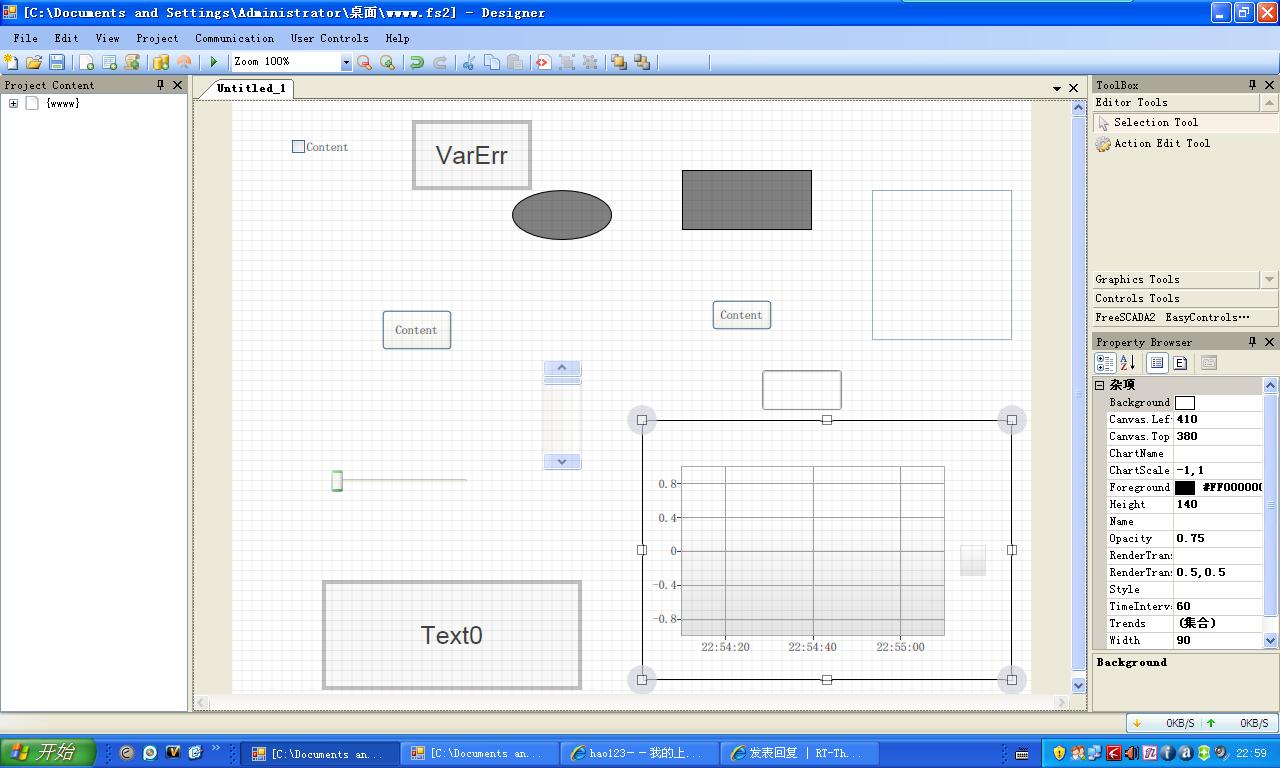 [C:\Documents and Settings\Administrator\桌面\www.fs2] - Designer
File Edit View Project Communication User Controls Help
Zoom 100%
Project Content
{www}
Untitled_1
Content
VarErr
Content
Content
0.8
0.4
0
-0.4
-0.8
22:54:20 22:54:40 22:55:00
Text0
ToolBox
Editor Tools
Selection Tool
Action Edit Tool
Graphics Tools
Controls Tools
FreeSCADA2 EasyControls…
Property Browser
杂项
Background
Canvas.Lef 410
Canvas.Top 380
ChartName
ChartScale -1,1
Foreground #FF000000
Height 140
Name
Opacity 0.75
RenderTran
RenderTran 0.5,0.5
Style
TimeInterv 60
Trends (集合)
Width 90
Background
0KB/S 0KB/S
开始
[C:\Documents an...
[C:\Documents an...
hao123--我的上...
发表回复 | RT-Th...
22:59